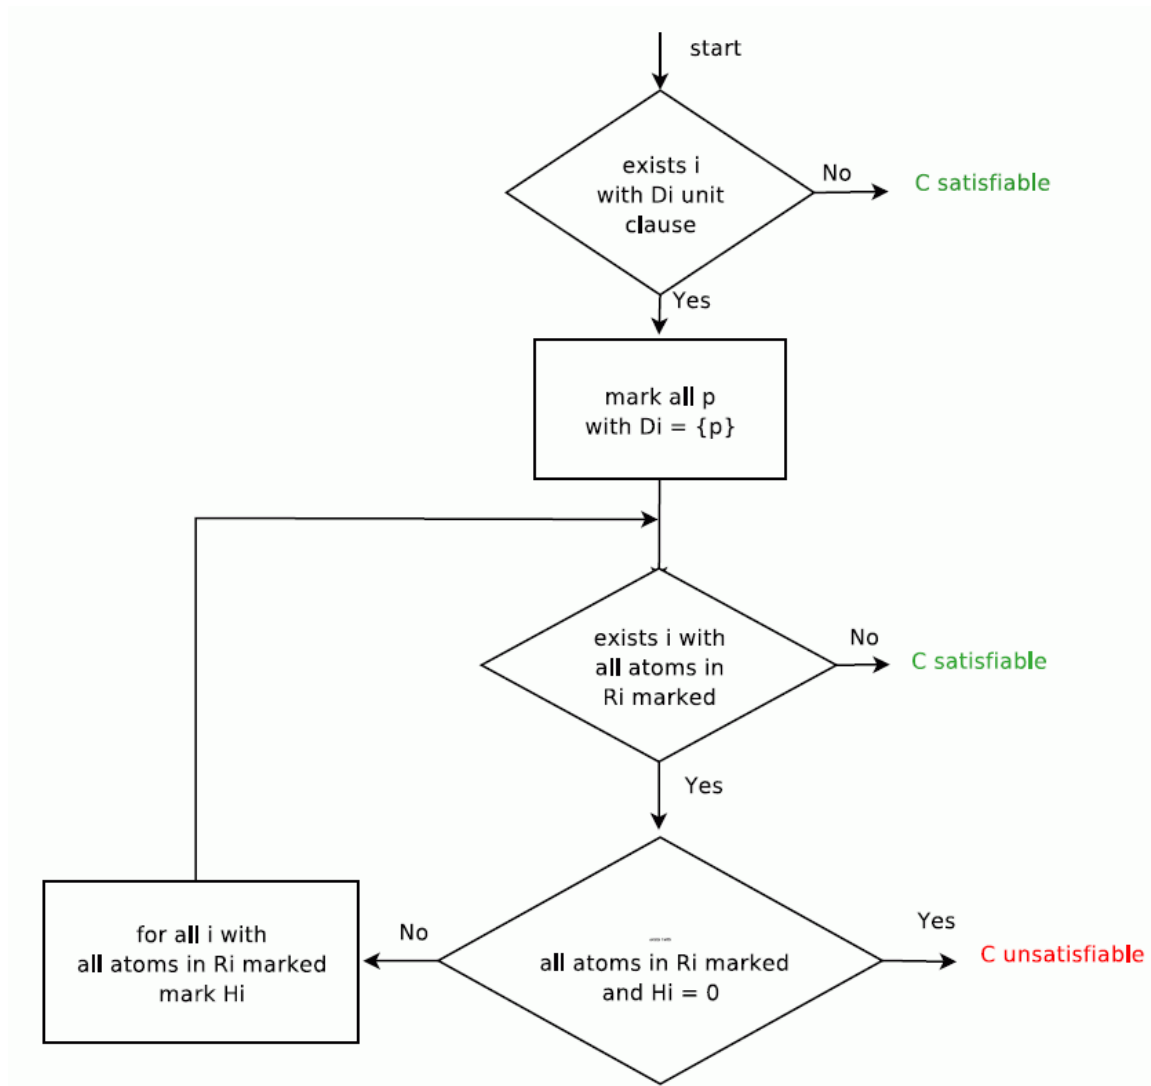 start
exists i
with Di unit
clause
No
C satisfiable
Yes
mark all p
with Di = {p}
exists i with
all atoms in
Ri marked
No
C satisfiable
Yes
all atoms in Ri marked
and Hi = 0
Yes
C unsatisfiable
No
for all i with
all atoms in Ri marked
mark Hi